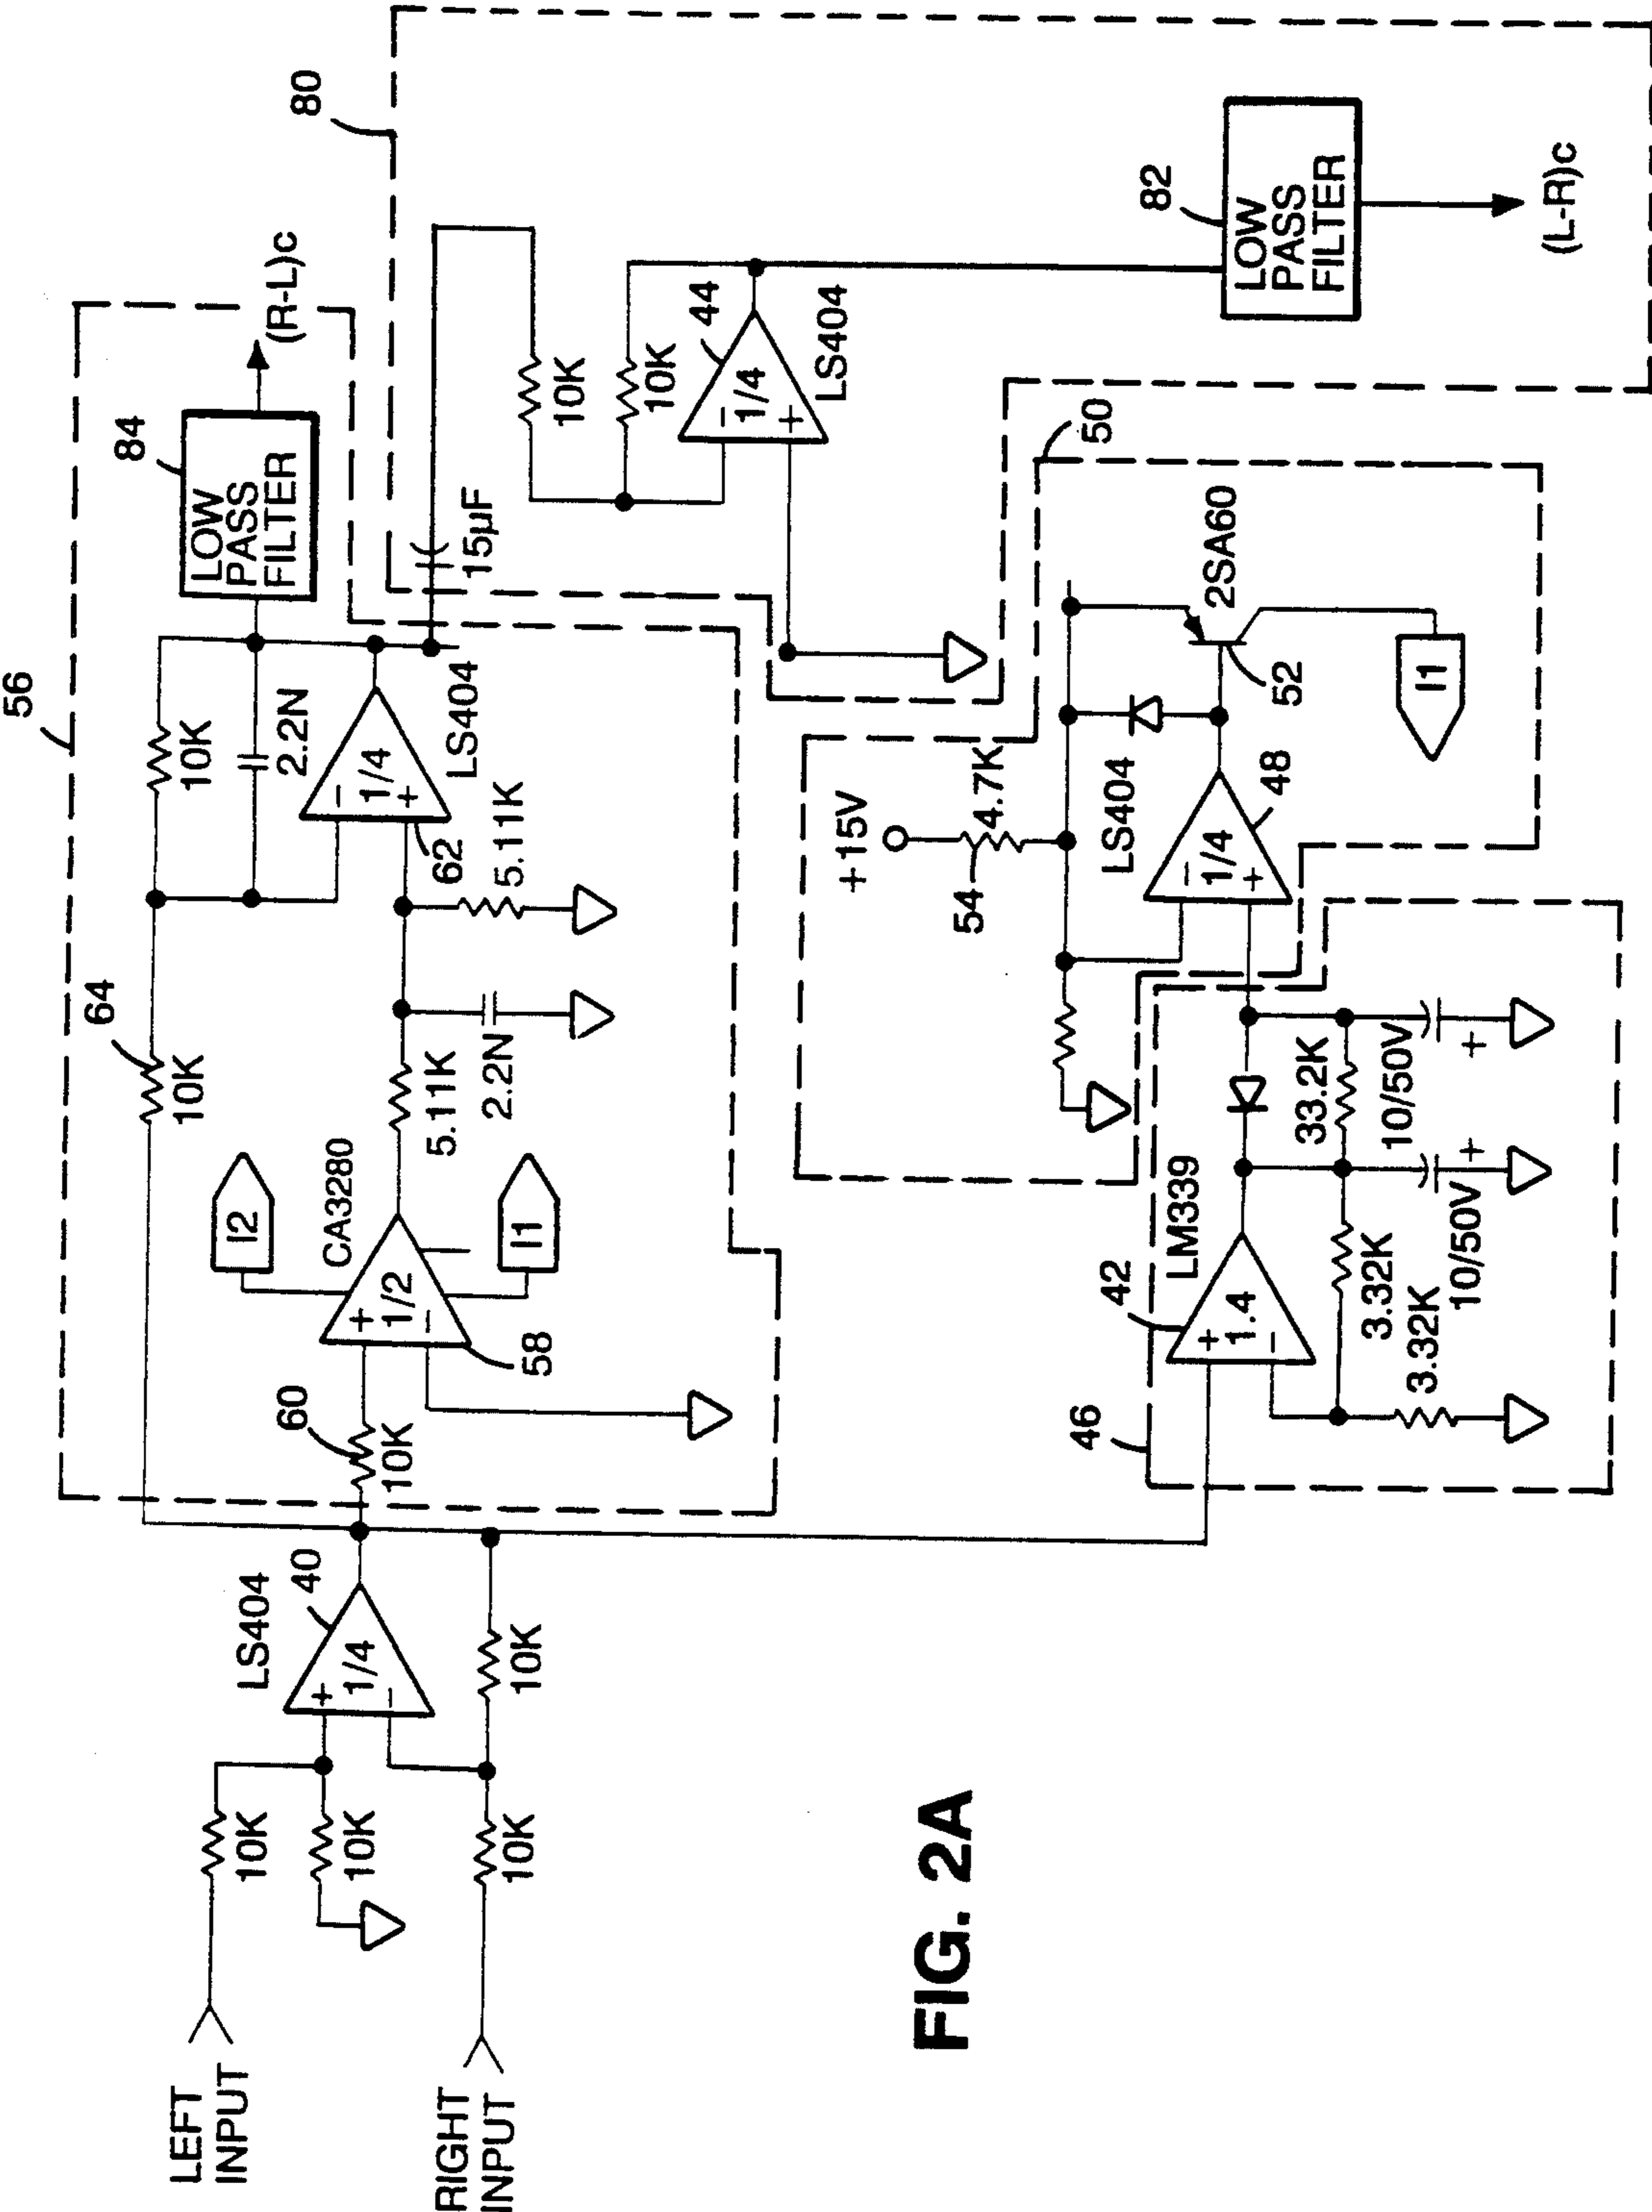 56
64
10K
10K
2.2N
84
LOW
PASS
FILTER
(R-L)c
80
I2
CA3280
+
1/2
−
58
I1
60
10K
5.11K
2.2N
−
1/4
+
62
LS404
5.11K
15µF
10K
10K
44
−
1/4
+
LS404
82
LOW
PASS
FILTER
(L-R)c
LEFT
INPUT
10K
10K
LS404
40
+
1/4
−
RIGHT
INPUT
10K
10K
50
+15V
54
4.7K
LS404
−
1/4
+
48
2SA60
52
I1
46
42
LM339
+
1.4
−
3.32K
3.32K
33.2K
10/50V
+
10/50V
+
FIG. 2A